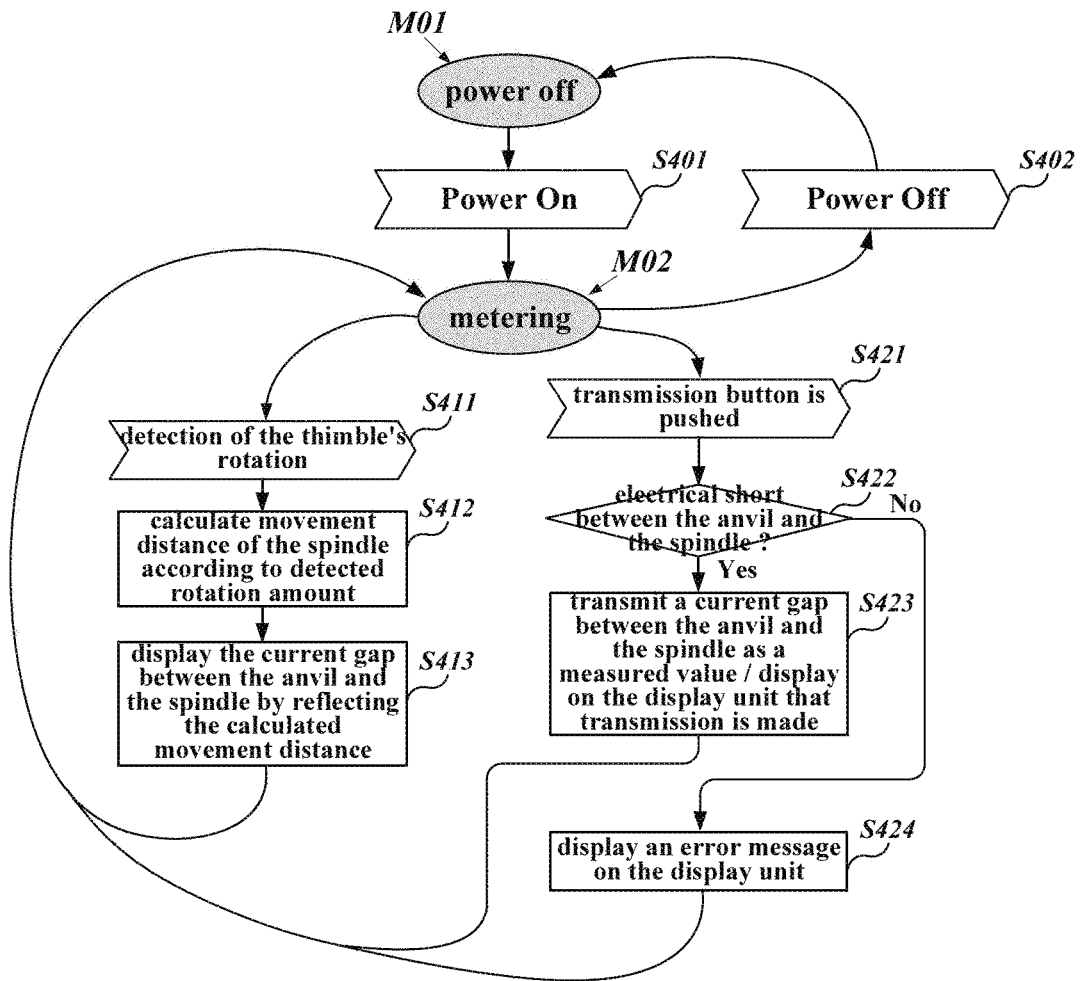 M01
power off
S401
Power On
S402
Power Off
M02
metering
S411
detection of the thimble's
rotation
S412
calculate movement
distance of the spindle
according to detected
rotation amount
S413
display the current gap
between the anvil and
the spindle by reflecting
the calculated
movement distance
S421
transmission button is
pushed
S422
electrical short
between the anvil and
the spindle ?
No
Yes
S423
transmit a current gap
between the anvil and
the spindle as a
measured value / display
on the display unit that
transmission is made
S424
display an error message
on the display unit